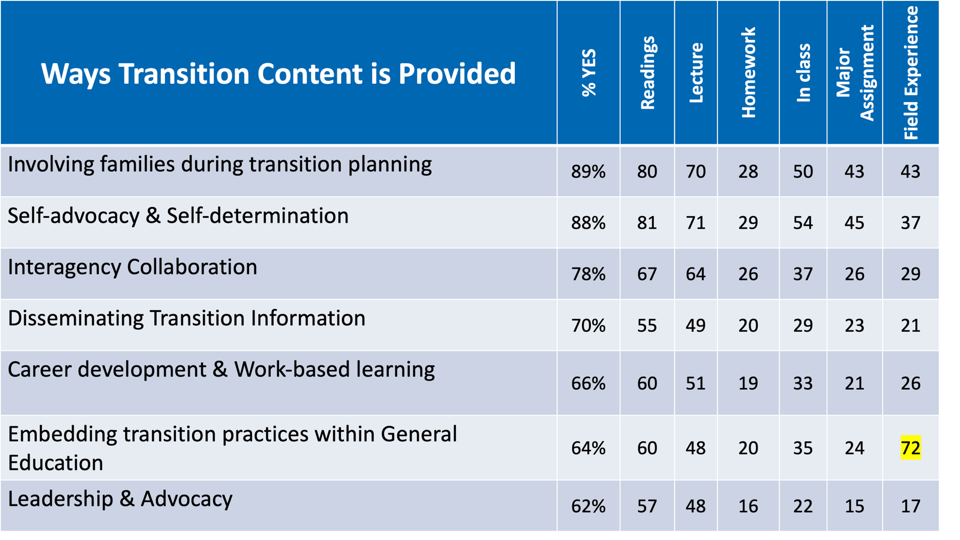 Ways Transition Content is Provided % YES Readings Lecture Homework In class Major Assignment Field Experience
Involving families during transition planning 89% 80 70 28 50 43 43
Self-advocacy & Self-determination 88% 81 71 29 54 45 37
Interagency Collaboration 78% 67 64 26 37 26 29
Disseminating Transition Information 70% 55 49 20 29 23 21
Career development & Work-based learning 66% 60 51 19 33 21 26
Embedding transition practices within General
Education 64% 60 48 20 35 24 72
Leadership & Advocacy 62% 57 48 16 22 15 17